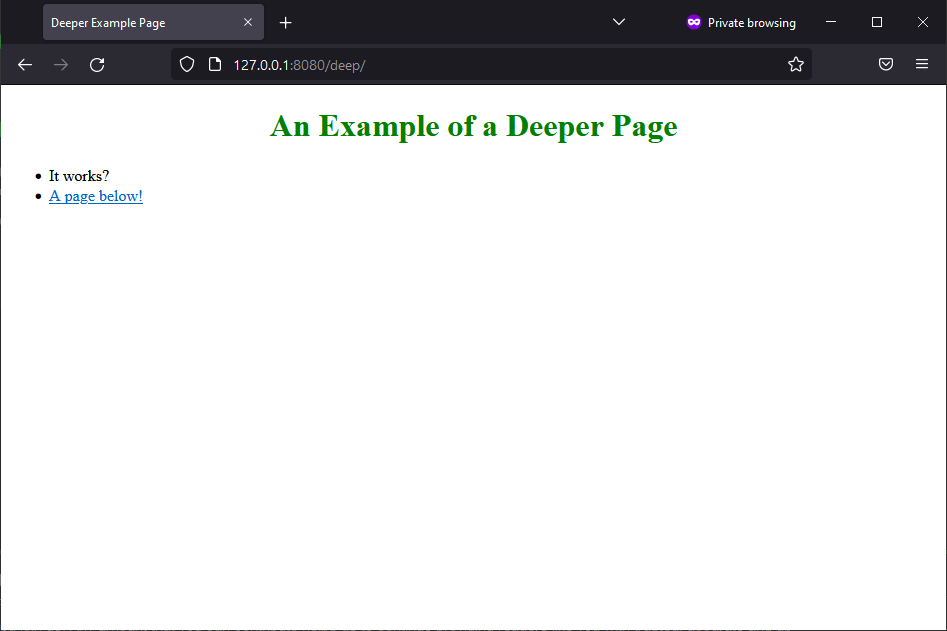 Deeper Example Page
Private browsing
127.0.0.1:8080/deep/
An Example of a Deeper Page
It works?
A page below!